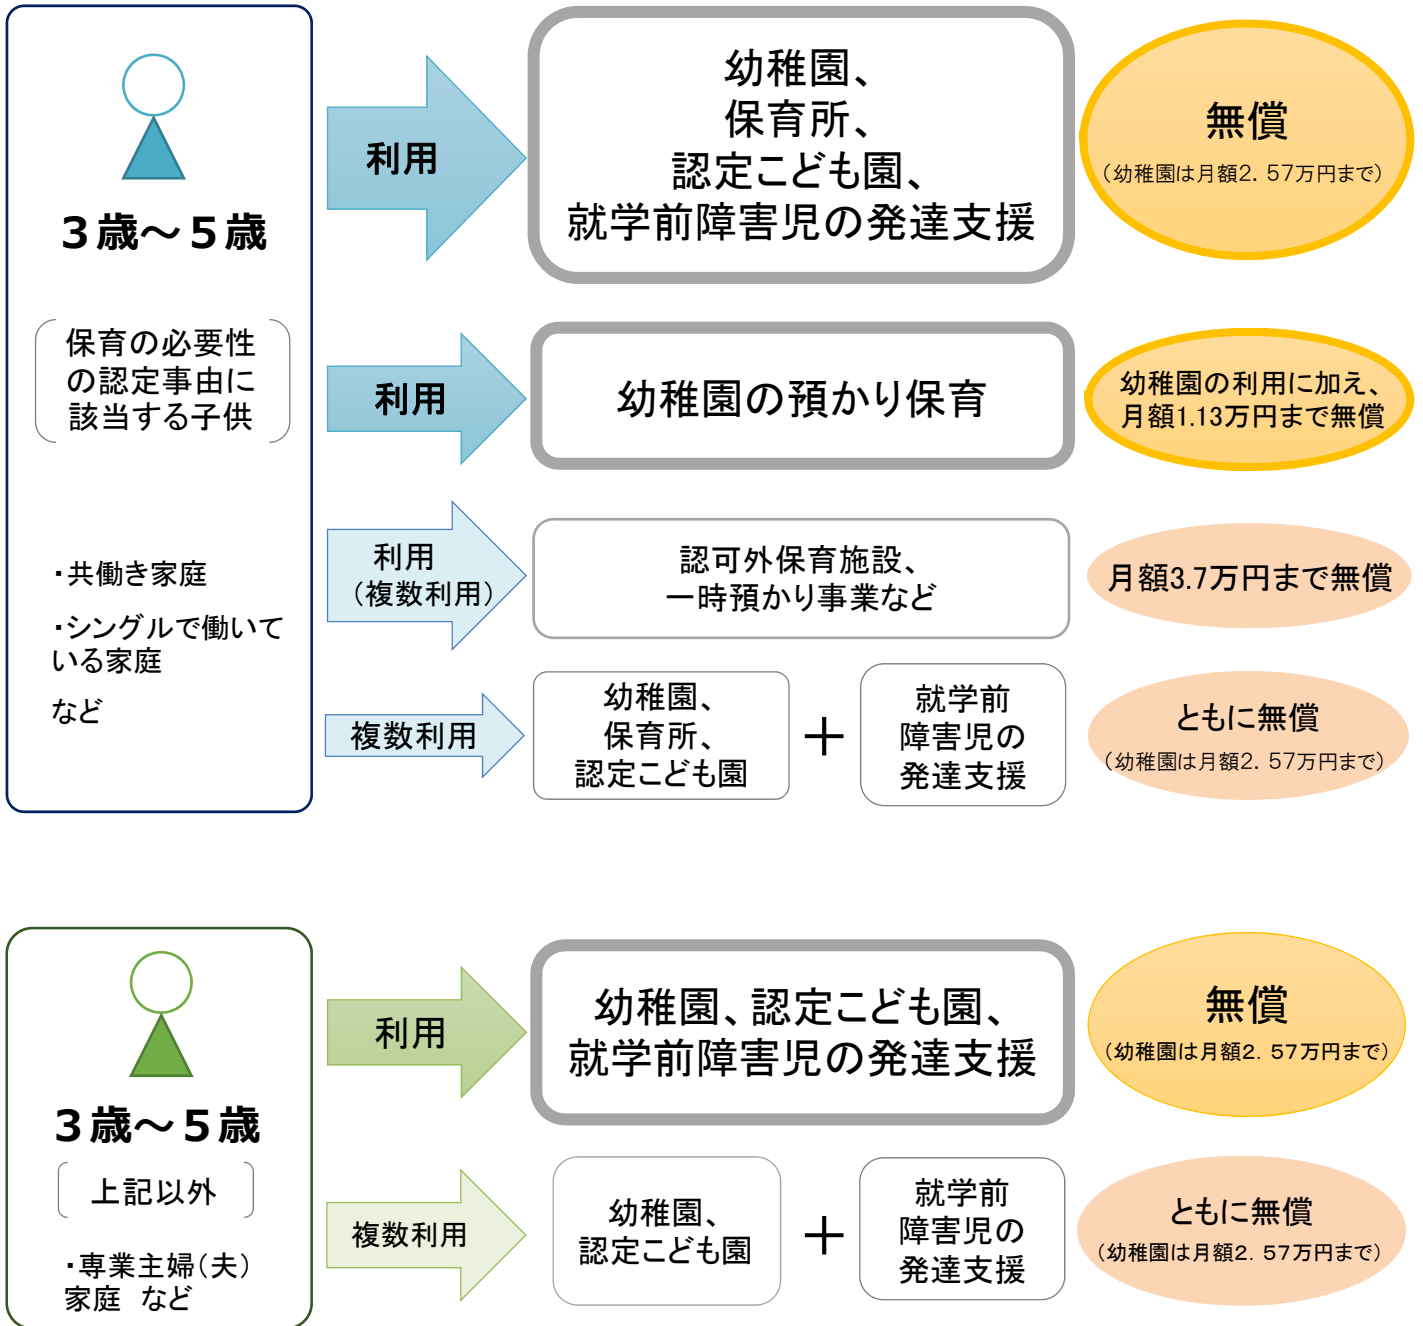 3歳～5歳
保育の必要性
の認定事由に
該当する子供
・共働き家庭
・シングルで働いて
いる家庭
など
利用
幼稚園、
保育所、
認定こども園、
就学前障害児の発達支援
無償
（幼稚園は月額2．57万円まで）
利用
幼稚園の預かり保育
幼稚園の利用に加え、
月額1.13万円まで無償
利用
（複数利用）
認可外保育施設、
一時預かり事業など
月額3.7万円まで無償
複数利用
幼稚園、
保育所、
認定こども園
＋
就学前
障害児の
発達支援
ともに無償
（幼稚園は月額2．57万円まで）
3歳～5歳
上記以外
・専業主婦（夫）
家庭　など
利用
幼稚園、認定こども園、
就学前障害児の発達支援
無償
（幼稚園は月額2．57万円まで）
複数利用
幼稚園、
認定こども園
＋
就学前
障害児の
発達支援
ともに無償
（幼稚園は月額2．57万円まで）